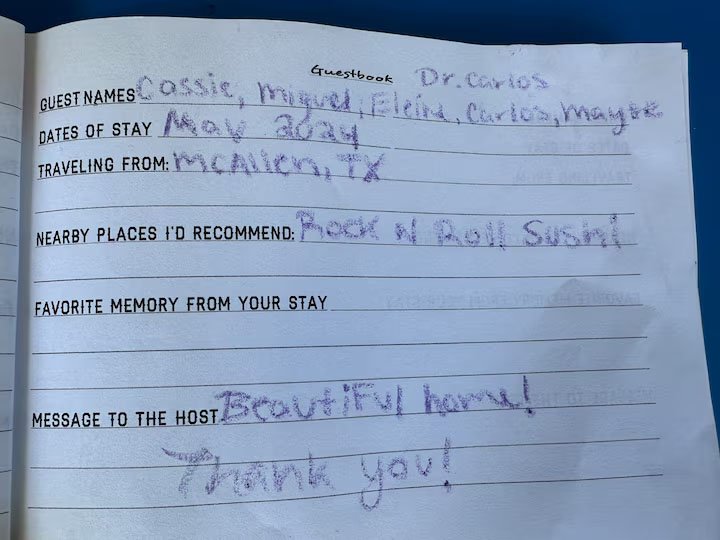 Guestbook
Dr. Carlos
GUEST NAMES Cassie, Miguel, Eleina, Carlos, Mayte
DATES OF STAY May 2024
TRAVELING FROM: McAllen, TX
NEARBY PLACES I'D RECOMMEND: Rock N Roll Sushi
FAVORITE MEMORY FROM YOUR STAY
MESSAGE TO THE HOST Beautiful home!
Thank you!